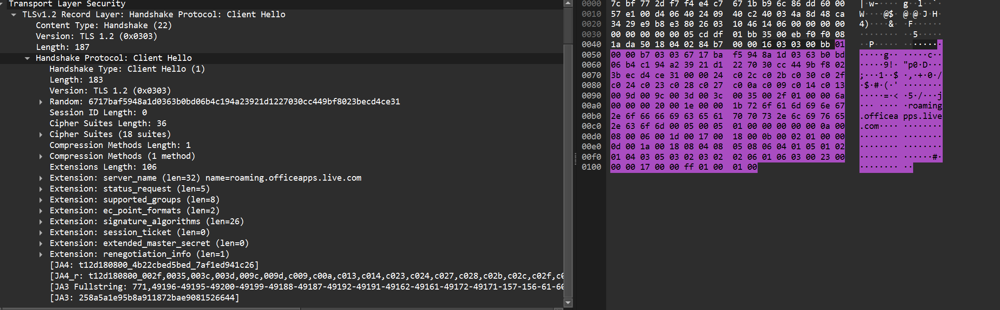 Transport Layer Security
TLSv1.2 Record Layer: Handshake Protocol: Client Hello
Content Type: Handshake (22)
Version: TLS 1.2 (0x0303)
Length: 187
Handshake Protocol: Client Hello
Handshake Type: Client Hello (1)
Length: 183
Version: TLS 1.2 (0x0303)
Random: 6717baf5948a1d0363b0bd06b4c194a23921d1227030cc449bf8023becd4ce31
Session ID Length: 0
Cipher Suites Length: 36
Cipher Suites (18 suites)
Compression Methods Length: 1
Compression Methods (1 method)
Extensions Length: 106
Extension: server_name (len=32) name=roaming.officeapps.live.com
Extension: status_request (len=5)
Extension: supported_groups (len=8)
Extension: ec_point_formats (len=2)
Extension: signature_algorithms (len=26)
Extension: session_ticket (len=0)
Extension: extended_master_secret (len=0)
Extension: renegotiation_info (len=1)
[JA4: t12d180800_4b22cbed5bed_7af1ed941c26]
[JA4_r: t12d180800_002f,0035,003c,003d,009c,009d,c009,c00a,c013,c014,c023,c024,c027,c028,c02b,c02c,c02f,c
[JA3 Fullstring: 771,49196-49195-49200-49199-49188-49187-49192-49191-49162-49161-49172-49171-157-156-61-60
[JA3: 258a5a1e95b8a911872bae9081526644]
0000 7c bf 77 2d f7 f4 e4 c7 67 1b b9 6c 86 dd 60 00 |·w-···· g··l··`·
0010 57 e1 00 d4 06 40 24 09 40 c2 40 03 4a 8d 48 ca W····@$· @·@·J·H·
0020 34 29 e9 b8 e3 80 26 03 10 46 14 06 00 00 00 00 4)····&· ·F······
0030 00 00 00 00 00 05 cd df 01 bb 35 00 eb f0 f0 08 ········ ··5·····
0040 1a da 50 18 04 02 84 b7 00 00 16 03 03 00 bb 01 ··P····· ········
0050 00 00 b7 03 03 67 17 ba f5 94 8a 1d 03 63 b0 bd ·····g·· ·····c··
0060 06 b4 c1 94 a2 39 21 d1 22 70 30 cc 44 9b f8 02 ·····9!· "p0·D···
0070 3b ec d4 ce 31 00 00 24 c0 2c c0 2b c0 30 c0 2f ;···1··$ ·,·+·0·/
0080 c0 24 c0 23 c0 28 c0 27 c0 0a c0 09 c0 14 c0 13 ·$·#·(·' ········
0090 00 9d 00 9c 00 3d 00 3c 00 35 00 2f 01 00 00 6a ·····=·< ·5·/···j
00a0 00 00 00 20 00 1e 00 00 1b 72 6f 61 6d 69 6e 67 ··· ···· ·roaming
00b0 2e 6f 66 66 69 63 65 61 70 70 73 2e 6c 69 76 65 .officea pps.live
00c0 2e 63 6f 6d 00 05 00 05 01 00 00 00 00 00 0a 00 .com···· ········
00d0 08 00 06 00 1d 00 17 00 18 00 0b 00 02 01 00 00 ········ ········
00e0 0d 00 1a 00 18 08 04 08 05 08 06 04 01 05 01 02 ········ ········
00f0 01 04 03 05 03 02 03 02 02 06 01 06 03 00 23 00 ········ ······#·
0100 00 00 17 00 00 ff 01 00 01 00 ········ ··